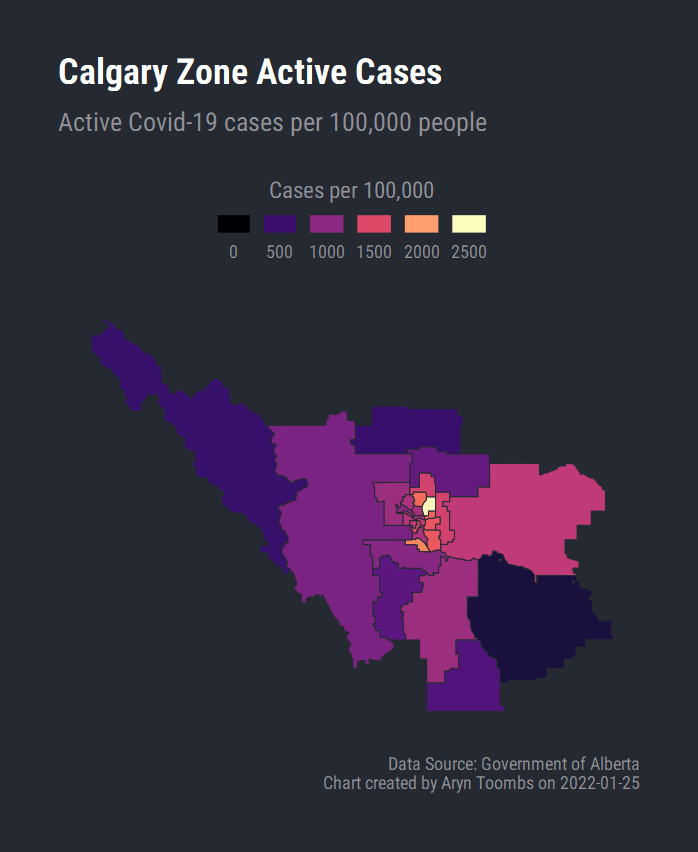 Calgary Zone Active Cases
Active Covid-19 cases per 100,000 people
Cases per 100,000
0 500 1000 1500 2000 2500
Data Source: Government of Alberta
Chart created by Aryn Toombs on 2022-01-25